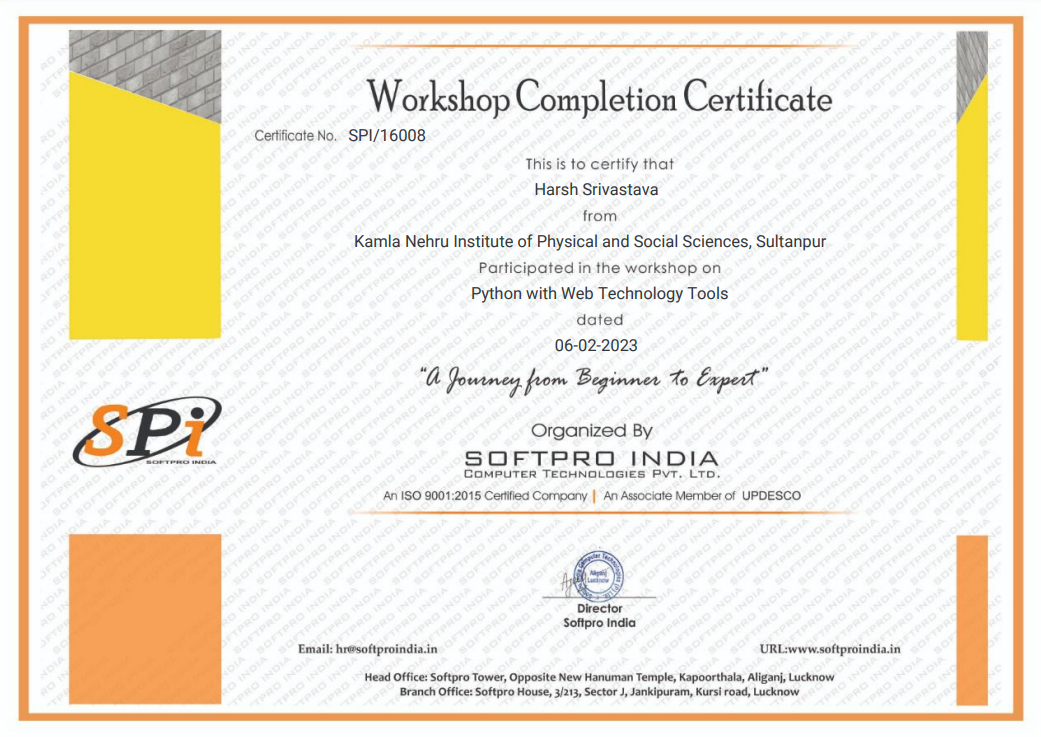 Workshop Completion Certificate
Certificate No. SPI/16008
This is to certify that
Harsh Srivastava
from
Kamla Nehru Institute of Physical and Social Sciences, Sultanpur
Participated in the workshop on
Python with Web Technology Tools
dated
06-02-2023
"A Journey from Beginner to Expert"
SPi
SOFTPRO INDIA
Organized By
SOFTPRO INDIA
COMPUTER TECHNOLOGIES PVT. LTD.
An ISO 9001:2015 Certified Company | An Associate Member of UPDESCO
Computer Technologies
Aliganj
Lucknow
Director
Softpro India
Email: hr@softproindia.in
URL:www.softproindia.in
Head Office: Softpro Tower, Opposite New Hanuman Temple, Kapoorthala, Aliganj, Lucknow
Branch Office: Softpro House, 3/213, Sector J, Jankipuram, Kursi road, Lucknow